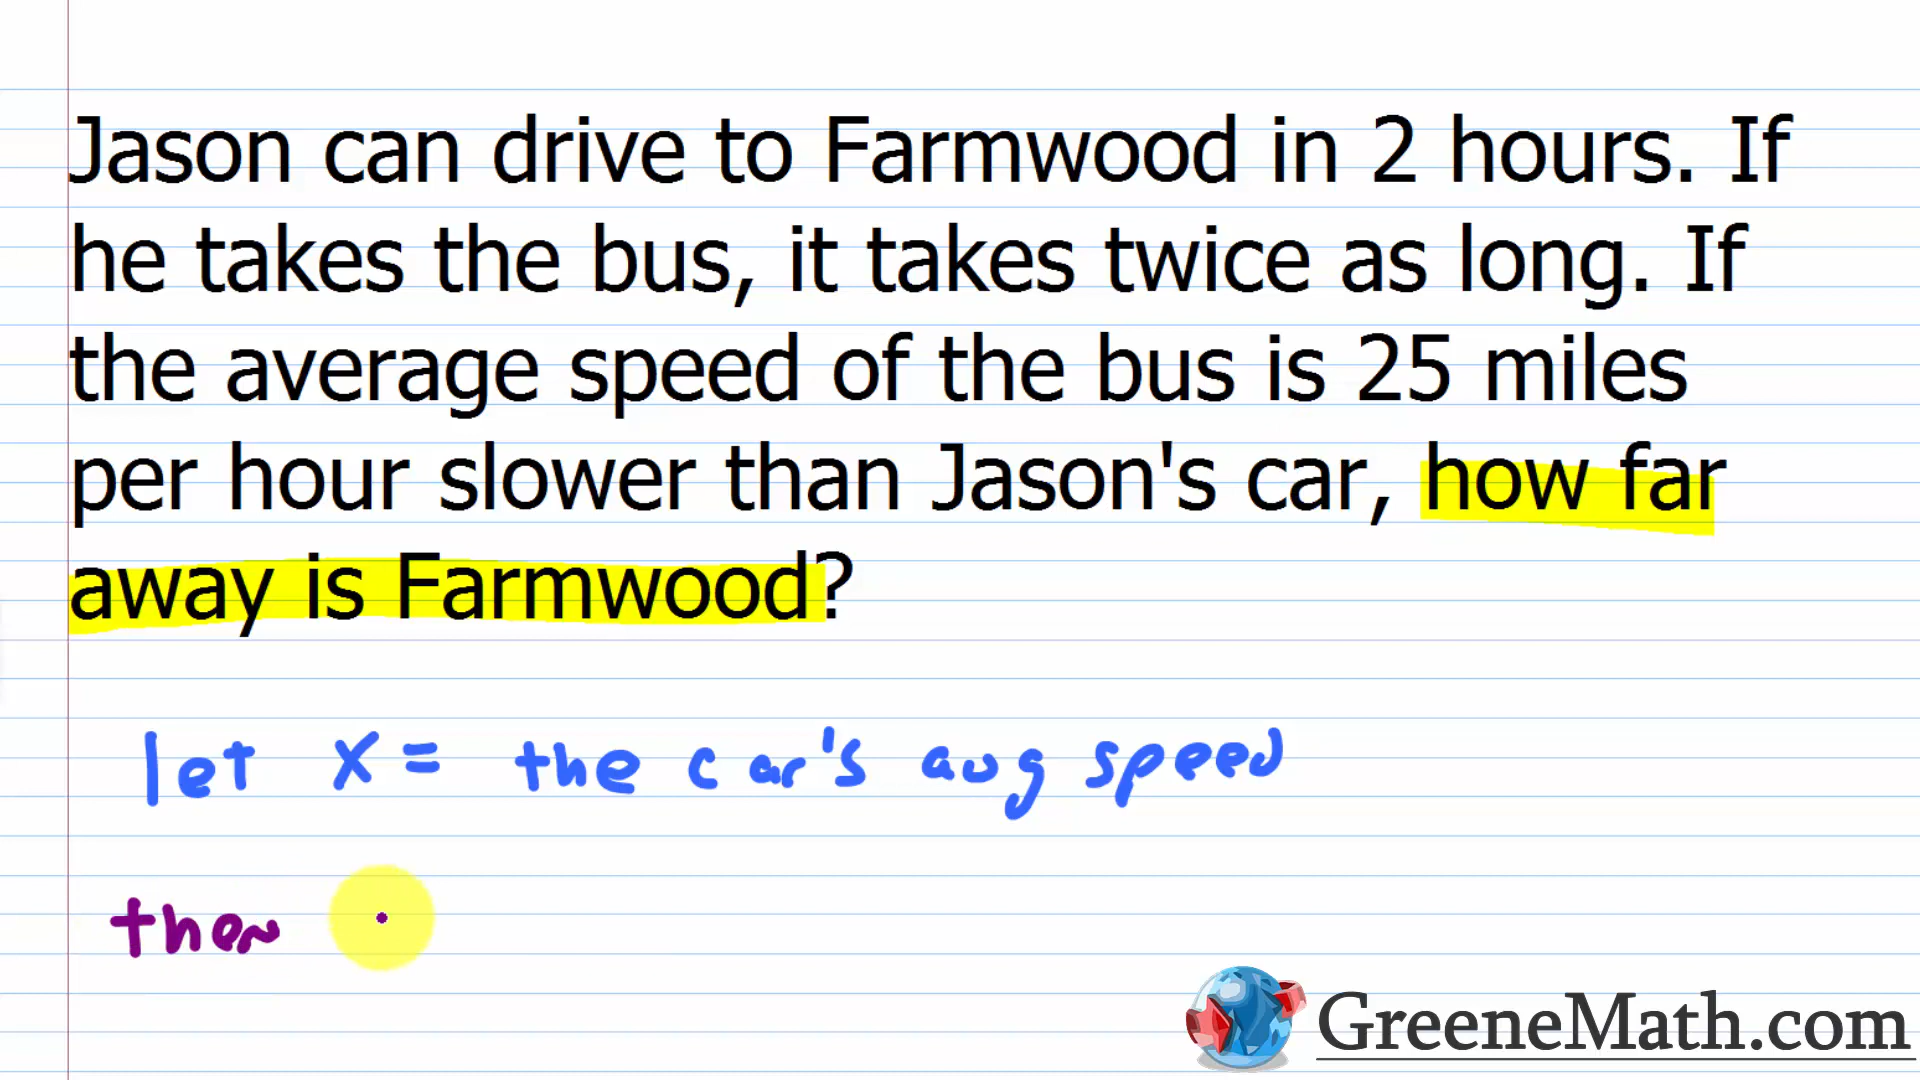 Jason can drive to Farmwood in 2 hours. If
he takes the bus, it takes twice as long. If
the average speed of the bus is 25 miles
per hour slower than Jason's car, how far
away is Farmwood?
let x = the car's avg speed
then
GreeneMath.com